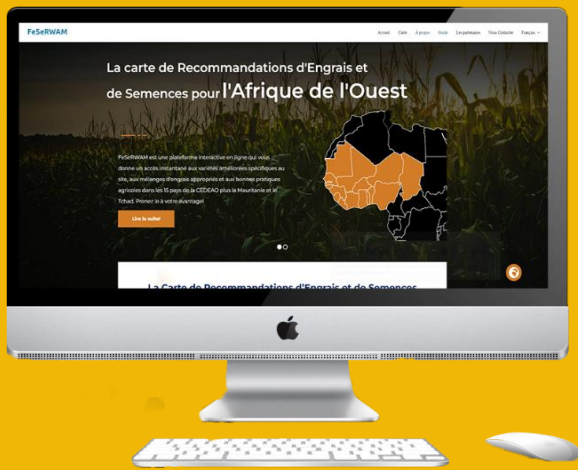 FeSeRWAM
Accueil Carte À propos Guide Les partenaires Nous Contacter Français
La carte de Recommandations d'Engrais et
de Semences pour l'Afrique de l'Ouest
FeSeRWAM est une plateforme interactive en ligne qui vous
donne un accès instantané aux variétés améliorées spécifiques au
site, aux mélanges d'engrais appropriés et aux bonnes pratiques
agricoles dans les 15 pays de la CEDEAO plus la Mauritanie et le
Tchad. Prenez le à votre avantage!
Lire la suite!
La Carte de Recommandations d'Engrais et de Semences